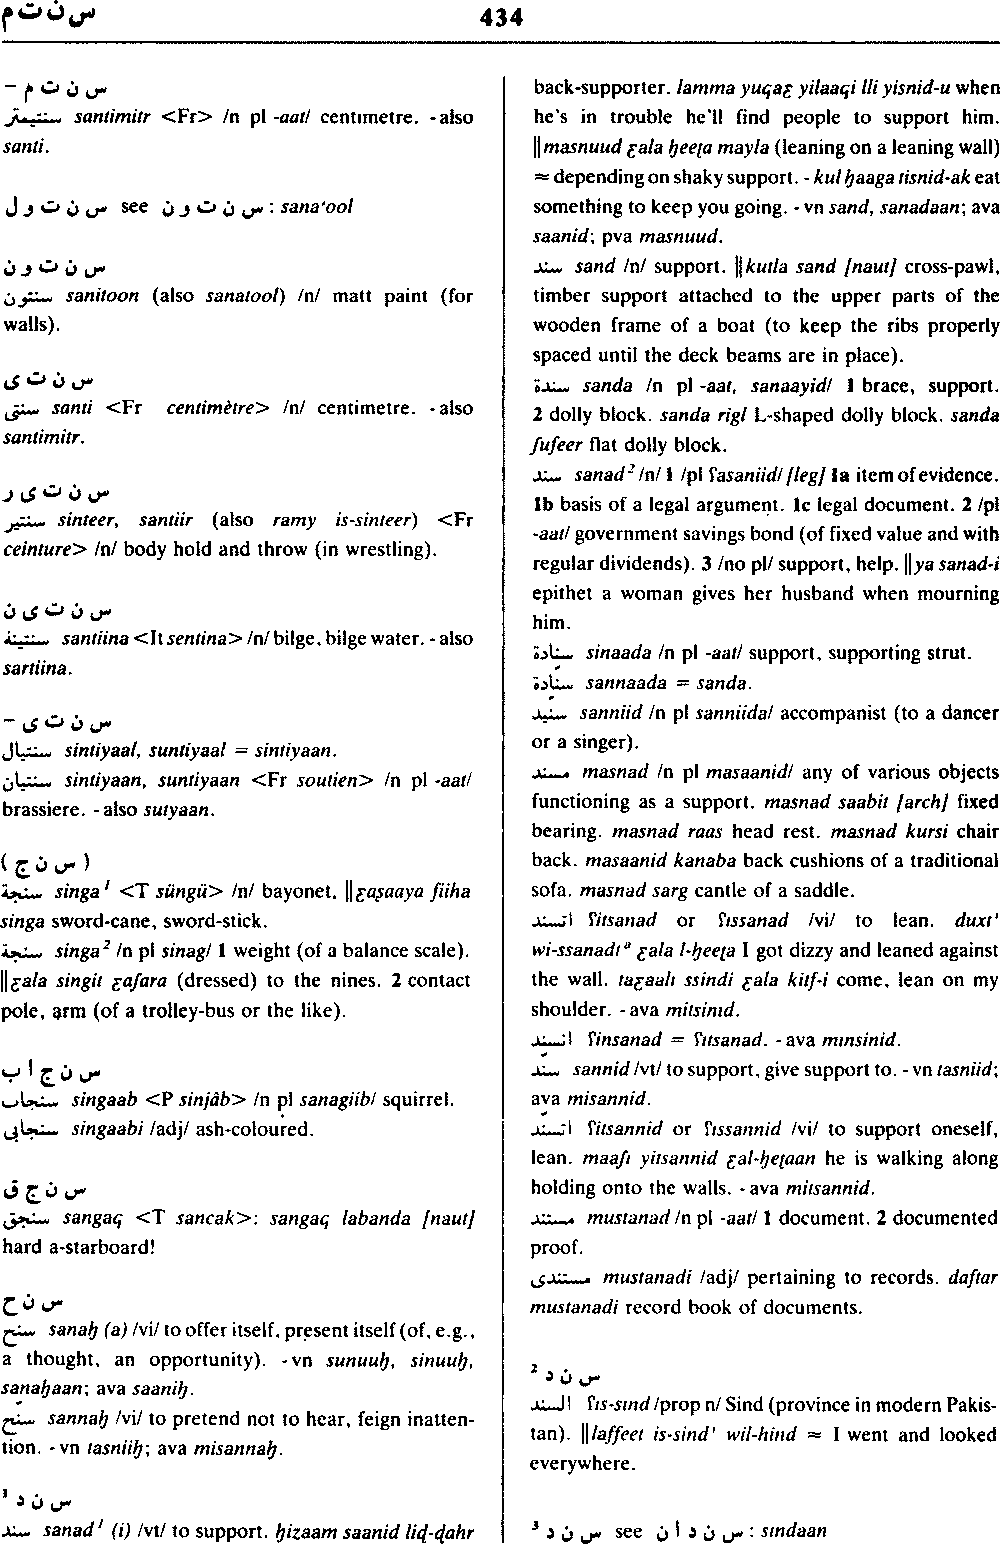 س ن ت م
434
س ن ت م –
سنتيمتر santimitr <Fr> /n pl -aat/ centimetre. - also
santi.
س ن ت و ل see س ن ت و ن : sana'ool
س ن ت و ن
سنتون sanitoon (also sanatool) /n/ matt paint (for
walls).
س ن ت ى
سنتى santi <Fr centimètre> /n/ centimetre. - also
santimitr.
س ن ت ى ر
سنتير sinteer, santiir (also ramy is-sinteer) <Fr
ceinture> /n/ body hold and throw (in wrestling).
س ن ت ى ن
سنتينة santiina <It sentina> /n/ bilge, bilge water. - also
sartiina.
س ن ت ى –
سنتيال sintiyaal, suntiyaal = sintiyaan.
سنتيان sintiyaan, suntiyaan <Fr soutien> /n pl -aat/
brassiere. - also sutyaan.
(س ن ج)
سنجة singa¹ <T süngü> /n/ bayonet. ‖ ƹaṣaaya fiiha
singa sword-cane, sword-stick.
سنجة singa² /n pl sinag/ 1 weight (of a balance scale).
‖ ƹala singit ƹaʃara (dressed) to the nines. 2 contact
pole, arm (of a trolley-bus or the like).
س ن ج ا ب
سنجاب singaab <P sinjāb> /n pl sanagiib/ squirrel.
سنجابى singaabi /adj/ ash-coloured.
س ن ج ق
سنجق sangaq <T sancak>: sangaq labanda [naut]
hard a-starboard!
س ن ح
سنح sanaḥ (a) /vi/ to offer itself, present itself (of, e.g.,
a thought, an opportunity). - vn sunuuḥ, sinuuḥ,
sanaḥaan; ava saaniḥ.
سنّح sannaḥ /vi/ to pretend not to hear, feign inatten-
tion. - vn tasniiḥ; ava misannaḥ.
س ن د ¹
سند sanad¹ (i) /vt/ to support. ḥizaam saanid liḍ-ḍahr
back-supporter. lamma yuqaƹ yilaaqi lli yisnid-u when
he's in trouble he'll find people to support him.
‖ masnuud ƹala ḥeeṭa mayla (leaning on a leaning wall)
≈ depending on shaky support. - kul ḥaaga tisnid-ak eat
something to keep you going. - vn sand, sanadaan; ava
saanid; pva masnuud.
سند sand /n/ support. ‖ kutla sand [naut] cross-pawl,
timber support attached to the upper parts of the
wooden frame of a boat (to keep the ribs properly
spaced until the deck beams are in place).
سندة sanda /n pl -aat, sanaayid/ 1 brace, support.
2 dolly block. sanda rigl L-shaped dolly block. sanda
ʃufeer flat dolly block.
سند sanad² /n/ 1 /pl ʕasaniid/ [leg] 1a item of evidence.
1b basis of a legal argument. 1c legal document. 2 /pl
-aat/ government savings bond (of fixed value and with
regular dividends). 3 /no pl/ support, help. ‖ ya sanad-i
epithet a woman gives her husband when mourning
him.
سنادة sinaada /n pl -aat/ support, supporting strut.
سنّادة sannaada = sanda.
سنّيد sanniid /n pl sanniida/ accompanist (to a dancer
or a singer).
مسند masnad /n pl masaanid/ any of various objects
functioning as a support. masnad saabit [arch] fixed
bearing. masnad raas head rest. masnad kursi chair
back. masaanid kanaba back cushions of a traditional
sofa. masnad sarg cantle of a saddle.
اتسند ʕitsanad or ʕissanad /vi/ to lean. duxtⁱ
wi-ssanadtᵃ ƹala l-ḥeeṭa I got dizzy and leaned against
the wall. taƹaali ssindi ƹala kitf-i come, lean on my
shoulder. - ava mitsinid.
انسند ʕinsanad = ʕitsanad. - ava minsinid.
سنّد sannid /vt/ to support, give support to. - vn tasniid;
ava misannid.
اتسنّد ʕitsannid or ʕissannid /vi/ to support oneself,
lean. maaʃi yitsannid ƹal-ḥeṭaan he is walking along
holding onto the walls. - ava mitsannid.
مستند mustanad /n pl -aat/ 1 document. 2 documented
proof.
مستندى mustanadi /adj/ pertaining to records. daftar
mustanadi record book of documents.
س ن د ²
السند ʕis-sind /prop n/ Sind (province in modern Pakis-
tan). ‖ laffeet is-sindⁱ wil-hind ≈ I went and looked
everywhere.
س ن د ³ see س ن د ا ن : sindaan